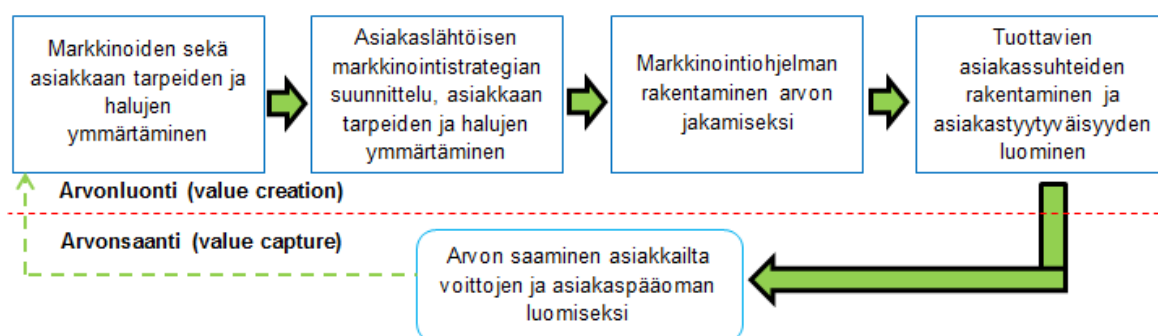 Markkinoiden sekä
asiakkaan tarpeiden ja
halujen
ymmärtäminen
Asiakaslähtöisen
markkinointistrategian
suunnittelu, asiakkaan
tarpeiden ja halujen
ymmärtäminen
Markkinointiohjelman
rakentaminen arvon
jakamiseksi
Tuottavien
asiakassuhteiden
rakentaminen ja
asiakastyytyväisyyden
luominen
Arvonluonti (value creation)
Arvonsaanti (value capture)
Arvon saaminen asiakkailta
voittojen ja asiakaspääoman
luomiseksi